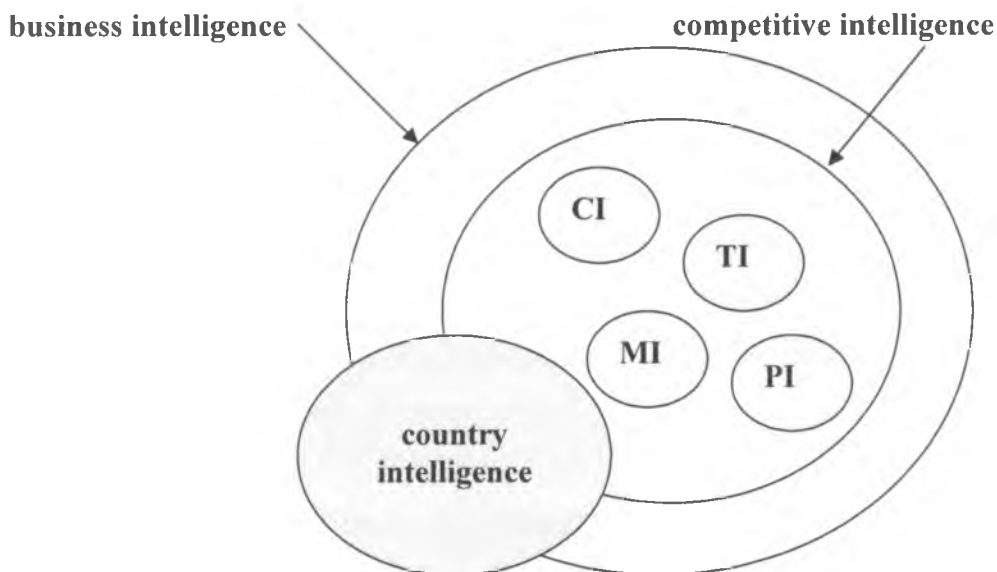 business intelligence
competitive intelligence
CI
TI
MI
PI
country
intelligence